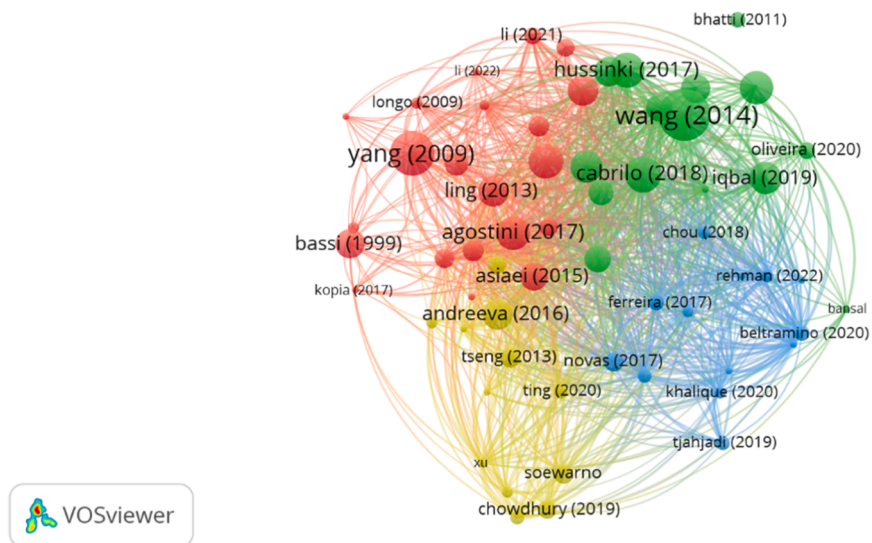 bhatti (2011)
li (2021)
hussinki (2017)
li (2022)
longo (2009)
wang (2014)
yang (2009)
oliveira (2020)
cabrilo (2018)
iqbal (2019)
ling (2013)
agostini (2017)
chou (2018)
bassi (1999)
asiaei (2015)
rehman (2022)
kopia (2017)
ferreira (2017)
bansal
andreeva (2016)
beltramino (2020)
tseng (2013)
novas (2017)
ting (2020)
khalique (2020)
tjahjadi (2019)
xu
soewarno
chowdhury (2019)
VOSviewer